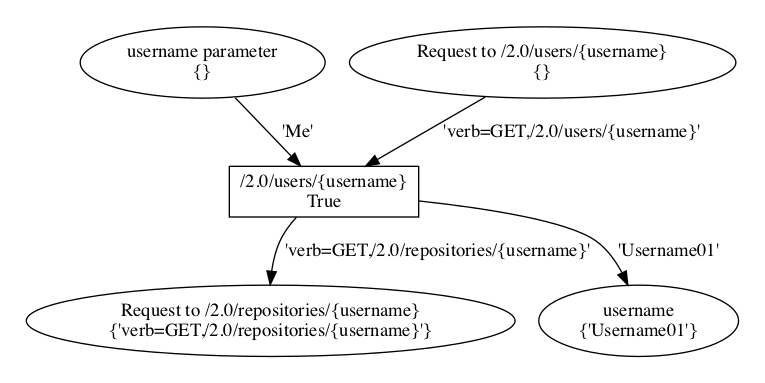 username parameter
{}
Request to /2.0/users/{username}
{}
'Me'
'verb=GET,/2.0/users/{username}'
/2.0/users/{username}
True
'verb=GET,/2.0/repositories/{username}'
'Username01'
Request to /2.0/repositories/{username}
{'verb=GET,/2.0/repositories/{username}'}
username
{'Username01'}